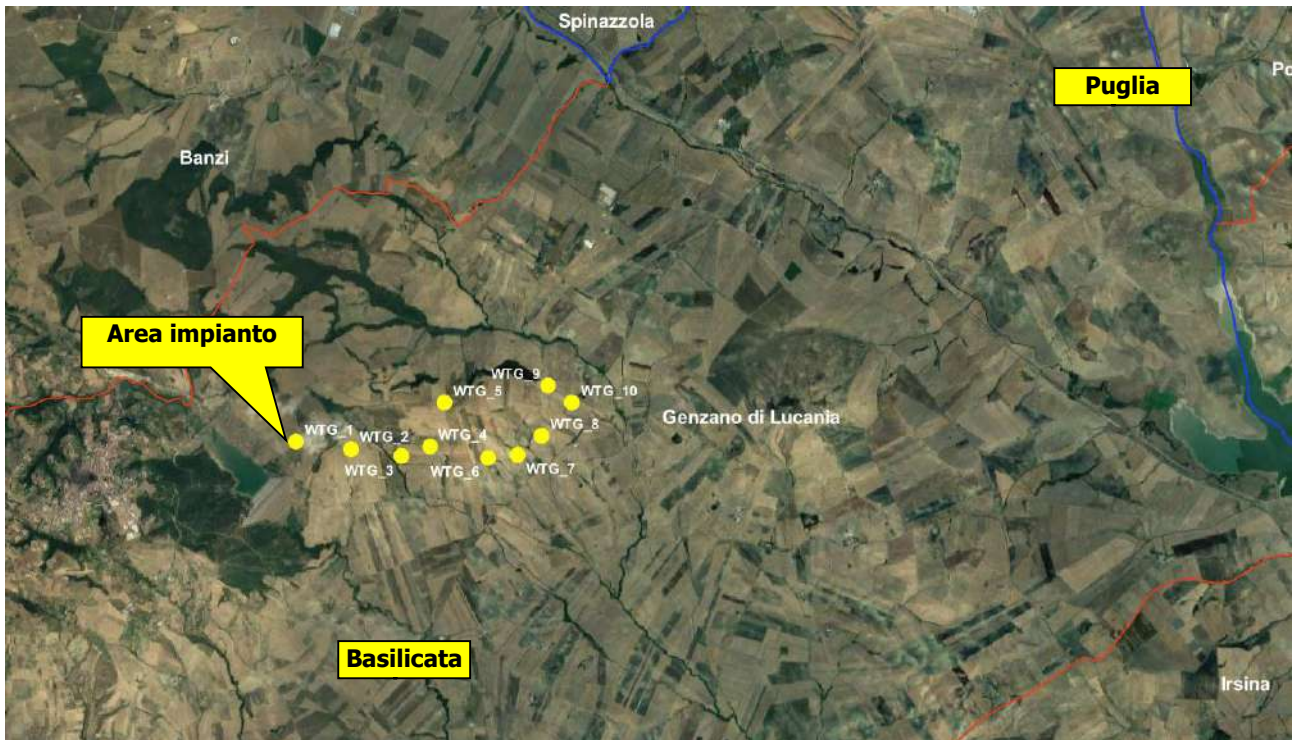 Spinazzola
Puglia
Po
Banzi
Area impianto
WTG_9
WTG_5
WTG_10
Genzano di Lucania
WTG_1
WTG_2
WTG_4
WTG_8
WTG_3
WTG_6
WTG_7
Basilicata
Irsina